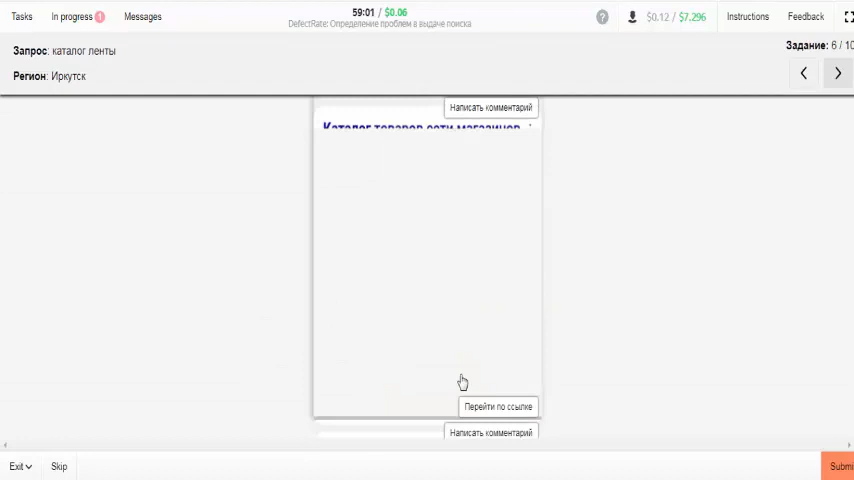 Tasks In progress 1 Messages 59:01 / $0.06 $0.12 / $7.296 Instructions Feedback
DefectRate: Определение проблем в выдаче поиска
Запрос: каталог ленты Задание: 6 / 10
Регион: Иркутск
Написать комментарий
Каталог товаров сети магазинов
Перейти по ссылке
Написать комментарий
Exit Skip Submi